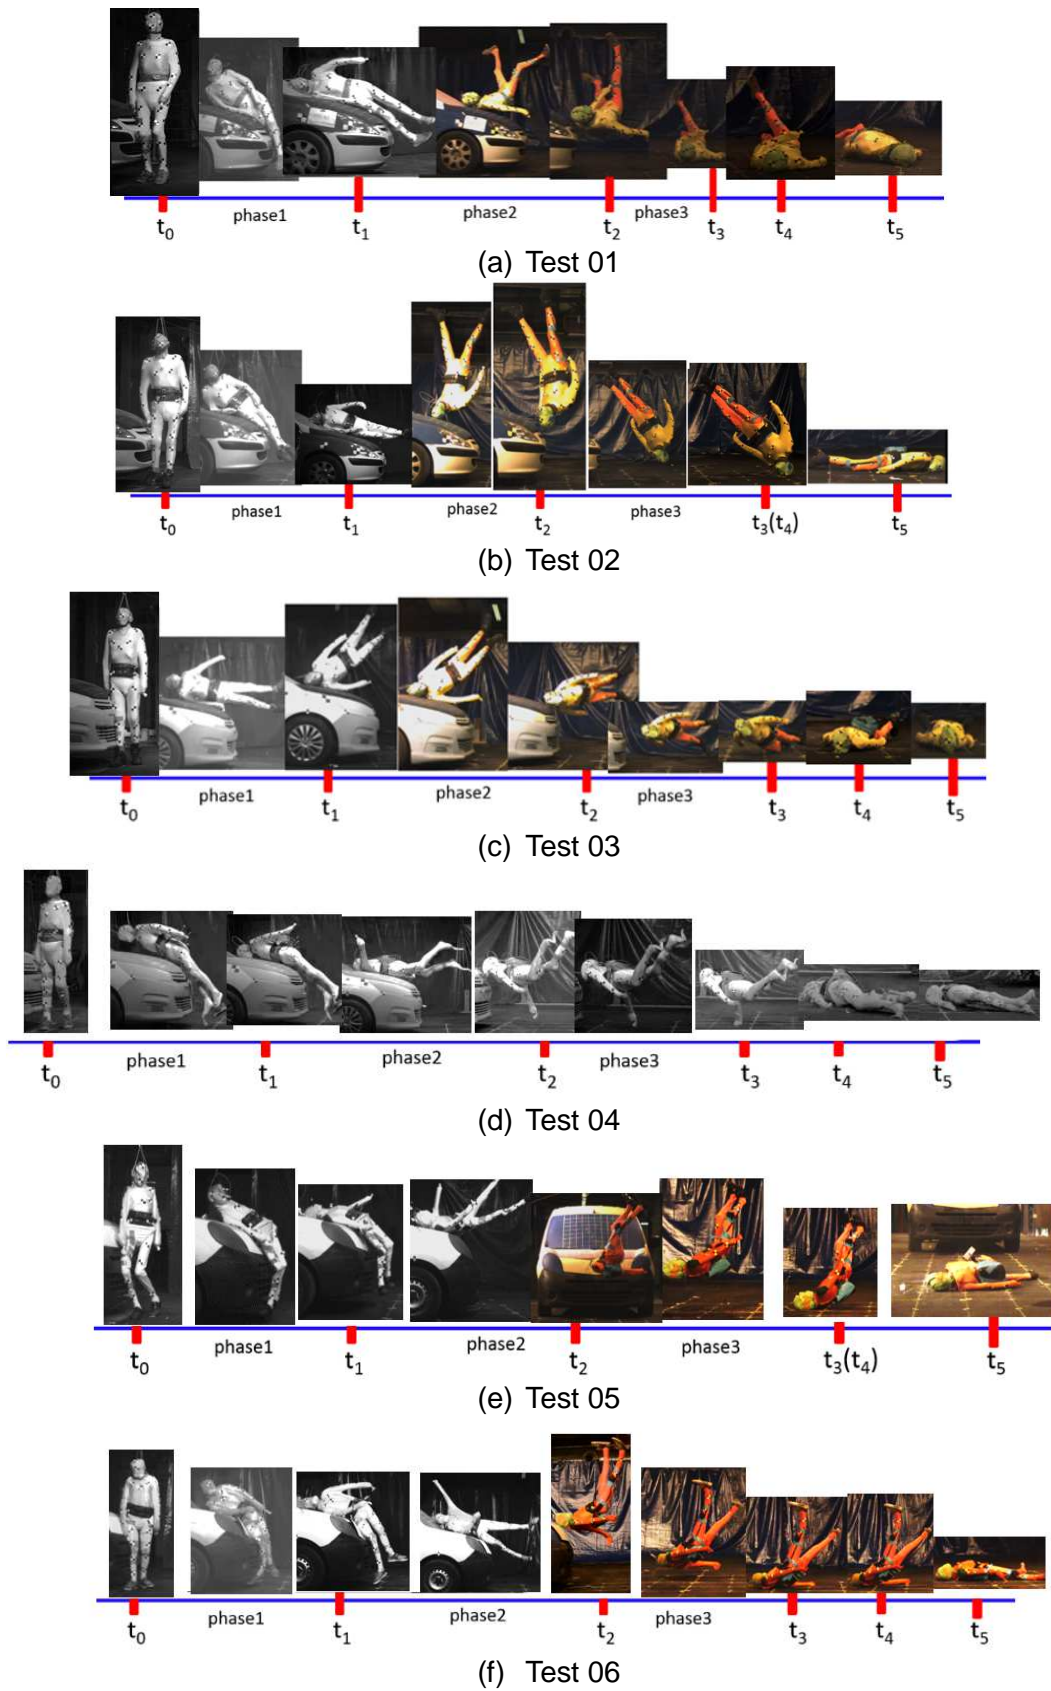 phase1 phase2 phase3
t0 t1 t2 t3 t4 t5
(a) Test 01
phase1 phase2 phase3
t0 t1 t2 t3(t4) t5
(b) Test 02
phase1 phase2 phase3
t0 t1 t2 t3 t4 t5
(c) Test 03
phase1 phase2 phase3
t0 t1 t2 t3 t4 t5
(d) Test 04
phase1 phase2 phase3
t0 t1 t2 t3(t4) t5
(e) Test 05
phase1 phase2 phase3
t0 t1 t2 t3 t4 t5
(f) Test 06